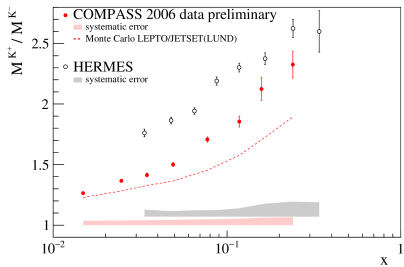 COMPASS 2006 data preliminary
systematic error
Monte Carlo LEPTO/JETSET(LUND)
HERMES
systematic error
M^{K^+} / M^{K^-}
2.5
2
1.5
1
10^{-2}
10^{-1}
1
x